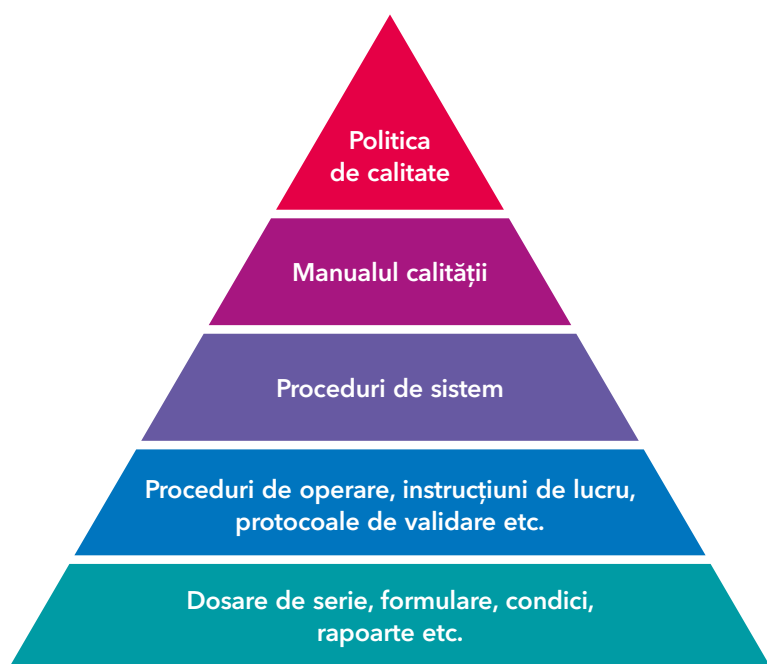 Politica
de calitate
Manualul calității
Proceduri de sistem
Proceduri de operare, instrucțiuni de lucru,
protocoale de validare etc.
Dosare de serie, formulare, condici,
rapoarte etc.